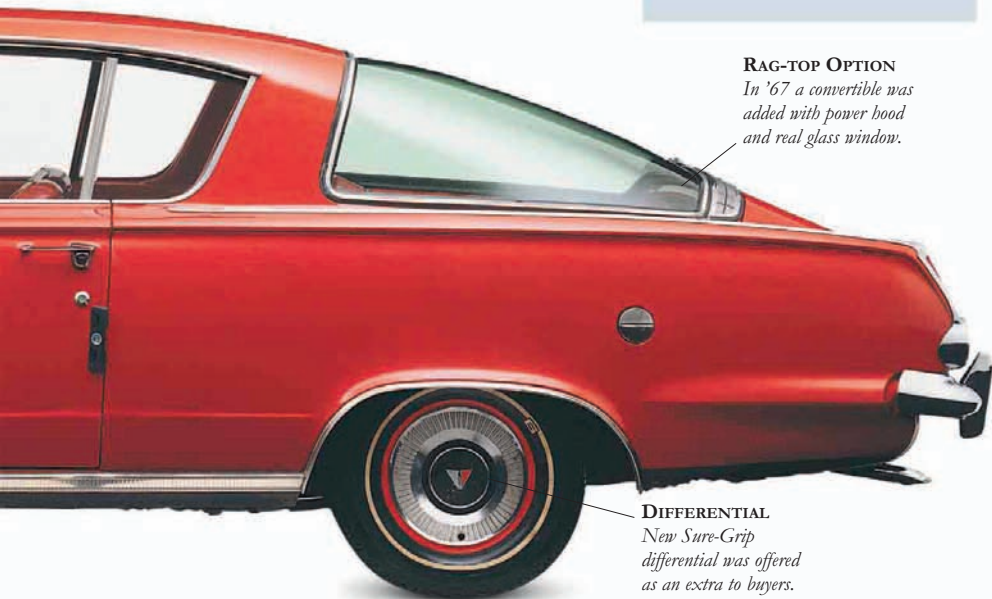 RAG-TOP OPTION
In '67 a convertible was
added with power hood
and real glass window.
DIFFERENTIAL
New Sure-Grip
differential was offered
as an extra to buyers.